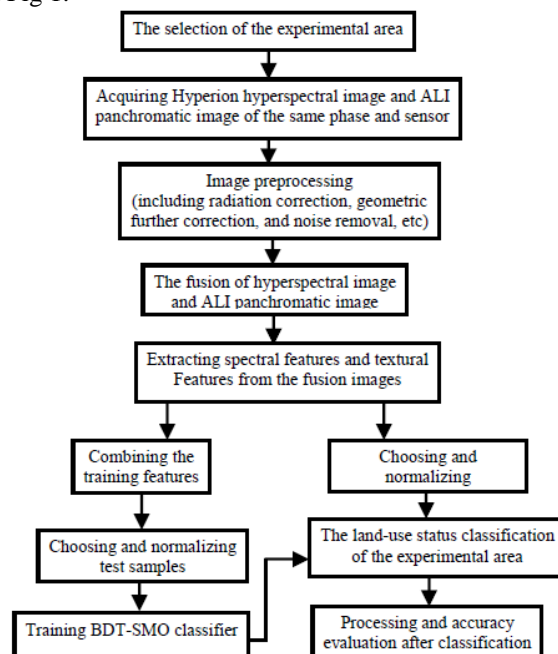 The selection of the experimental area
Acquiring Hyperion hyperspectral image and ALI
panchromatic image of the same phase and sensor
Image preprocessing
(including radiation correction, geometric
further correction, and noise removal, etc)
The fusion of hyperspectral image
and ALI panchromatic image
Extracting spectral features and textural
Features from the fusion images
Combining the
training features
Choosing and normalizing
test samples
Training BDT-SMO classifier
Choosing and
normalizing
The land-use status classification
of the experimental area
Processing and accuracy
evaluation after classification